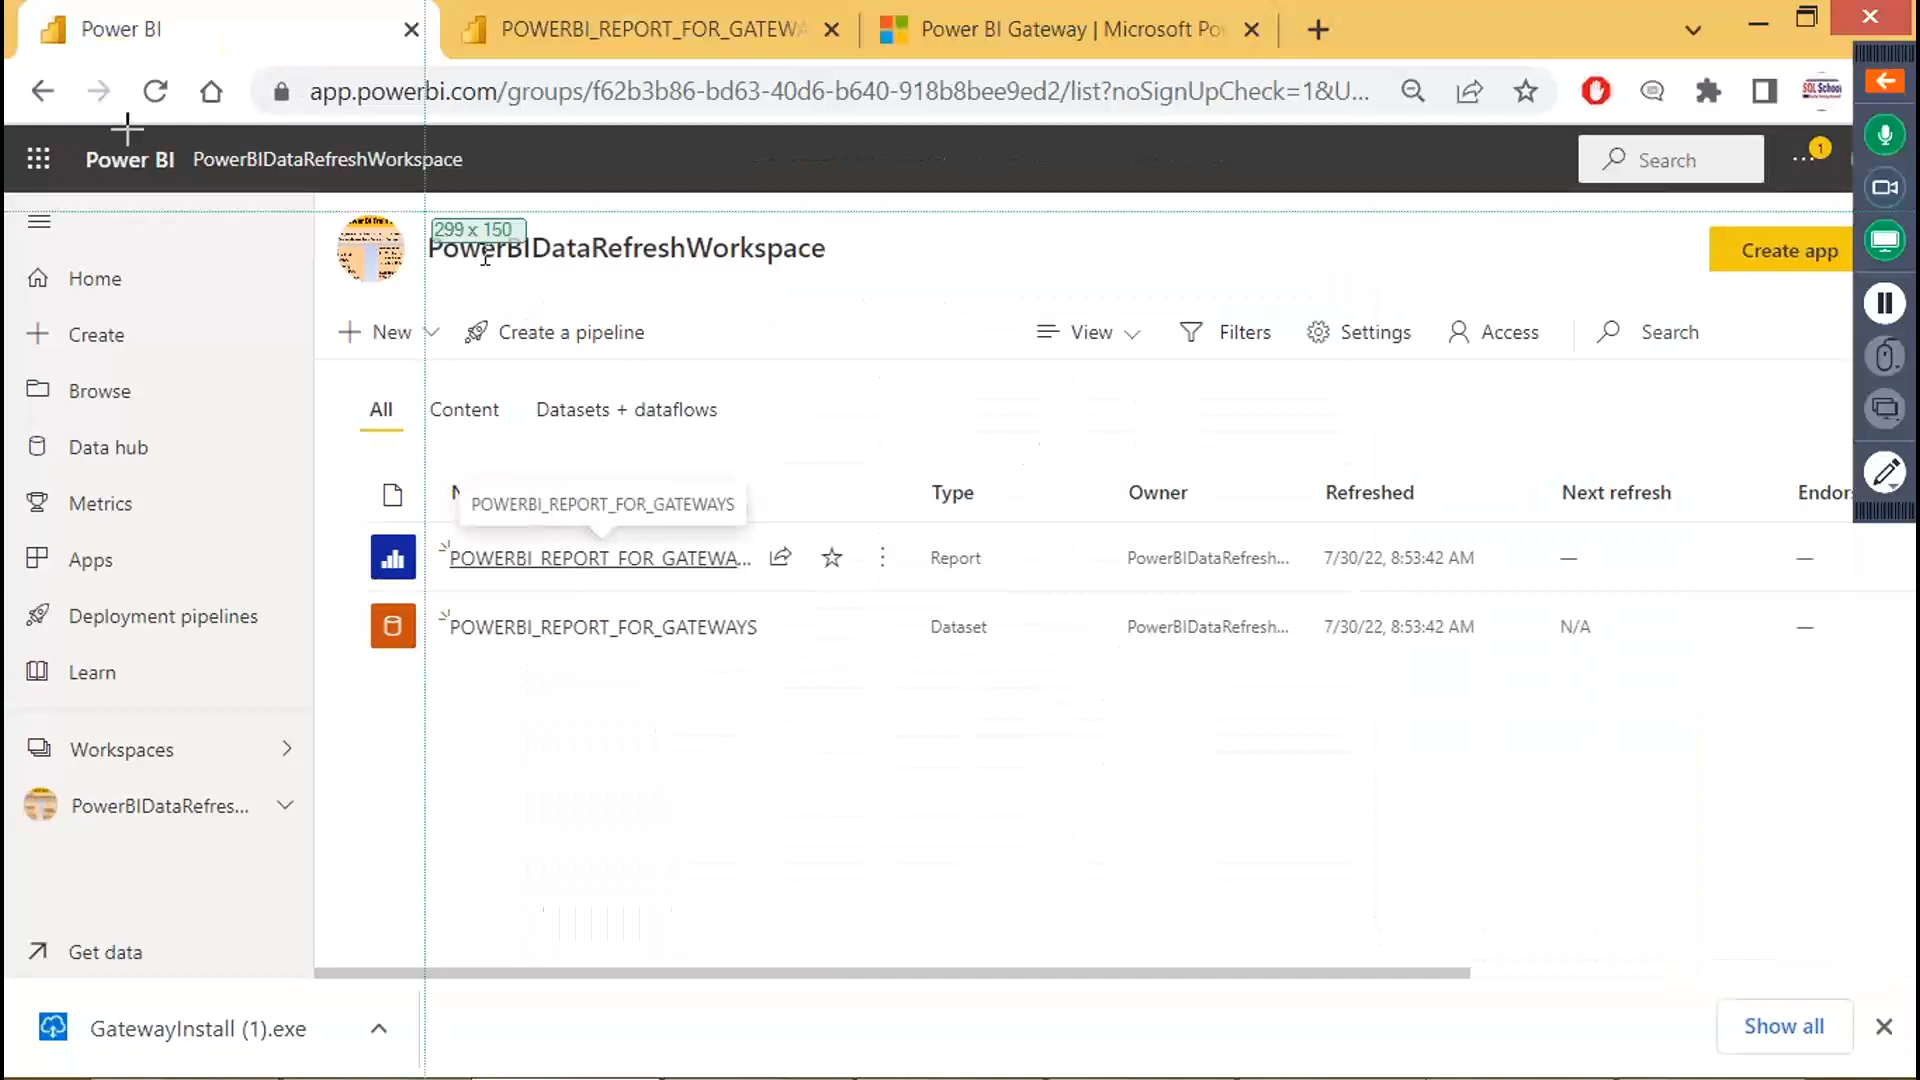 Power BI
POWERBI_REPORT_FOR_GATEWA
Power BI Gateway | Microsoft Po
app.powerbi.com/groups/f62b3b86-bd63-40d6-b640-918b8bee9ed2/list?noSignUpCheck=1&U...
SQL School
Power BI PowerBIDataRefreshWorkspace
Search
1
299 x 150
PowerBIDataRefreshWorkspace
Create app
Home
Create
Browse
Data hub
Metrics
Apps
Deployment pipelines
Learn
Workspaces
PowerBIDataRefres...
Get data
New
Create a pipeline
View
Filters
Settings
Access
Search
All
Content
Datasets + dataflows
N
POWERBI_REPORT_FOR_GATEWAYS
Type
Owner
Refreshed
Next refresh
Endor
POWERBI_REPORT_FOR_GATEWA... Report PowerBIDataRefresh... 7/30/22, 8:53:42 AM — —
POWERBI_REPORT_FOR_GATEWAYS Dataset PowerBIDataRefresh... 7/30/22, 8:53:42 AM N/A —
GatewayInstall (1).exe
Show all